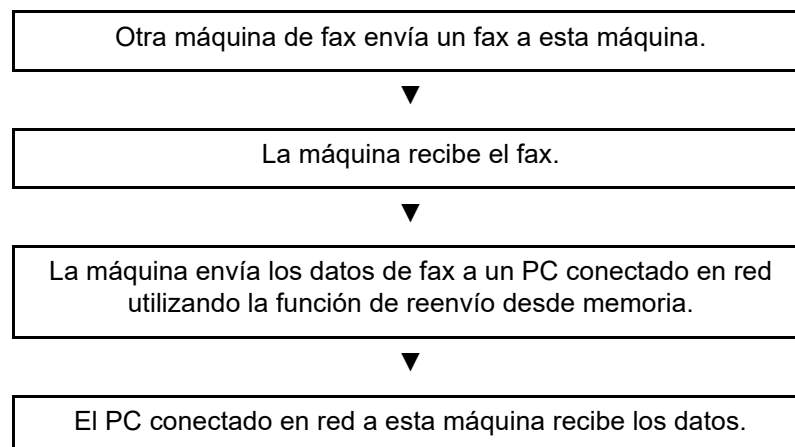 Otra máquina de fax envía un fax a esta máquina.
▼
La máquina recibe el fax.
▼
La máquina envía los datos de fax a un PC conectado en red
utilizando la función de reenvío desde memoria.
▼
El PC conectado en red a esta máquina recibe los datos.